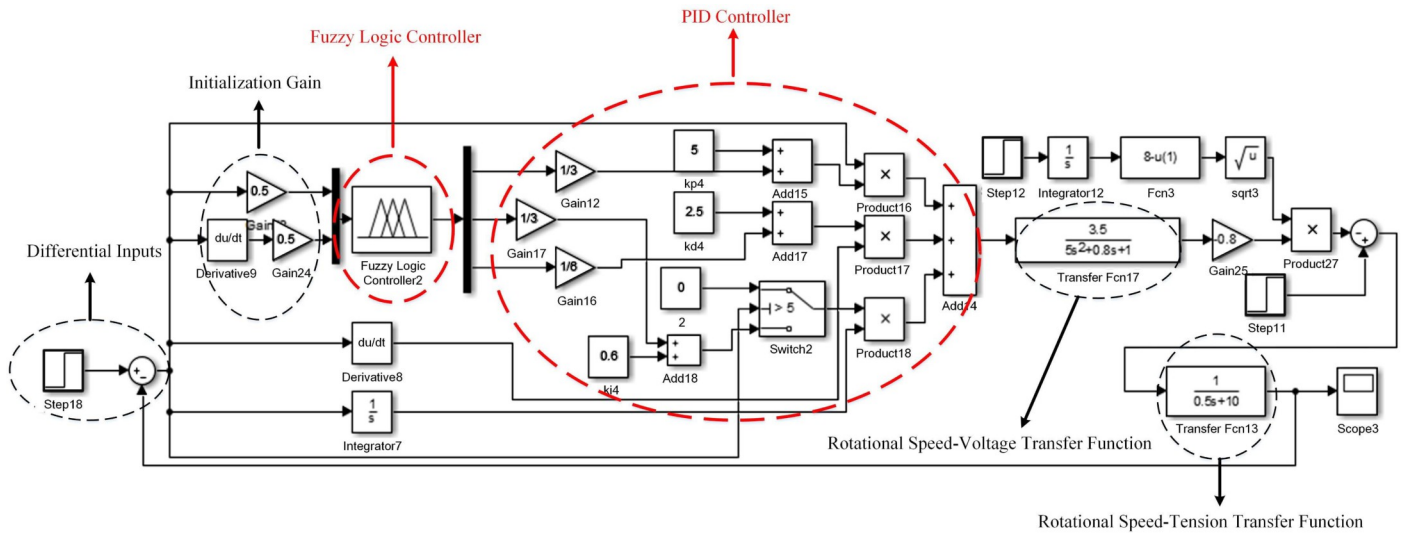 PID Controller
Fuzzy Logic Controller
Initialization Gain
Differential Inputs
Step18
+
-
0.5
du/dt
Derivative9
0.5
Gain24
Fuzzy Logic
Controller2
du/dt
Derivative8
1
s
Integrator7
1/3
Gain12
1/3
Gain17
1/6
Gain16
5
kp4
2.5
kd4
0
2
0.6
ki4
+
+
Add15
+
+
Add17
+
+
Add18
> 5
Switch2
×
Product16
×
Product17
×
Product18
+
+
+
Add14
Step12
1
s
Integrator12
8-u(1)
Fcn3
√u
sqrt3
3.5
5s²+0.8s+1
Transfer Fcn17
-0.8
Gain25
×
Product27
-
+
Step11
1
0.5s+10
Transfer Fcn13
Scope3
Rotational Speed-Voltage Transfer Function
Rotational Speed-Tension Transfer Function